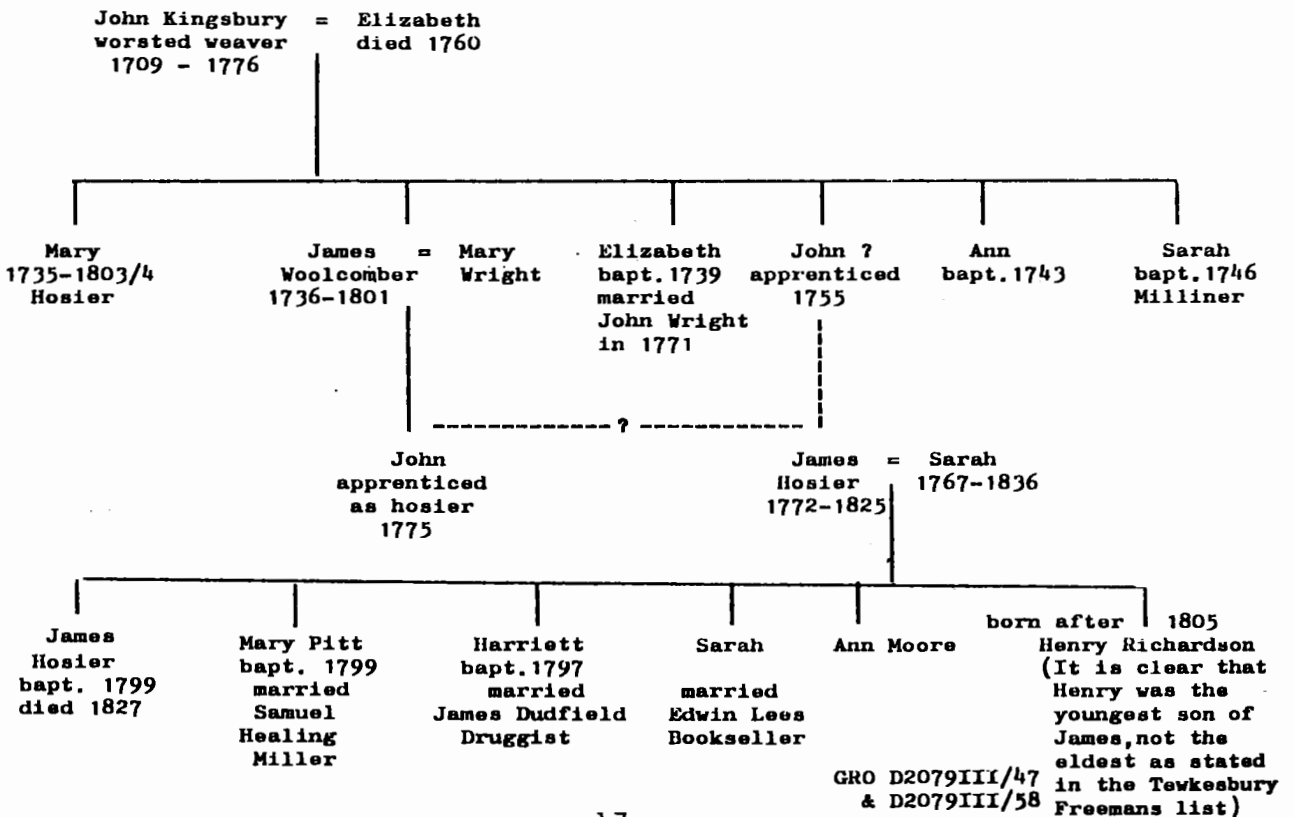 John Kingsbury = Elizabeth
worsted weaver died 1760
1709 - 1776
Mary
1735-1803/4
Hosier
James = Mary
Woolcomber Wright
1736-1801
Elizabeth
bapt.1739
married
John Wright
in 1771
John ?
apprenticed
1755
Ann
bapt.1743
Sarah
bapt.1746
Milliner
?
John
apprenticed
as hosier
1775
James = Sarah
Hosier 1767-1836
1772-1825
James
Hosier
bapt. 1799
died 1827
Mary Pitt
bapt. 1799
married
Samuel
Healing
Miller
Harriett
bapt.1797
married
James Dudfield
Druggist
Sarah
married
Edwin Lees
Bookseller
Ann Moore
born after 1805
Henry Richardson
(It is clear that
Henry was the
youngest son of
James,not the
eldest as stated
in the Tewkesbury
Freemans list)
GRO D2079III/47
& D2079III/58